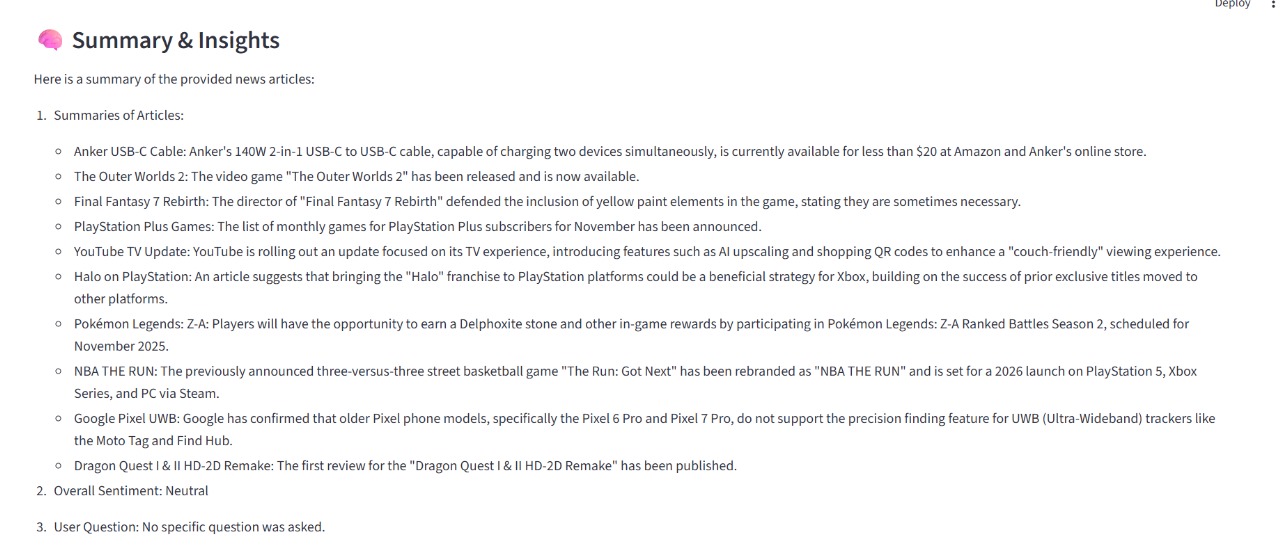 Deploy
Summary & Insights
Here is a summary of the provided news articles:
1. Summaries of Articles:
Anker USB-C Cable: Anker's 140W 2-in-1 USB-C to USB-C cable, capable of charging two devices simultaneously, is currently available for less than $20 at Amazon and Anker's online store.
The Outer Worlds 2: The video game "The Outer Worlds 2" has been released and is now available.
Final Fantasy 7 Rebirth: The director of "Final Fantasy 7 Rebirth" defended the inclusion of yellow paint elements in the game, stating they are sometimes necessary.
PlayStation Plus Games: The list of monthly games for PlayStation Plus subscribers for November has been announced.
YouTube TV Update: YouTube is rolling out an update focused on its TV experience, introducing features such as AI upscaling and shopping QR codes to enhance a "couch-friendly" viewing experience.
Halo on PlayStation: An article suggests that bringing the "Halo" franchise to PlayStation platforms could be a beneficial strategy for Xbox, building on the success of prior exclusive titles moved to
other platforms.
Pokémon Legends: Z-A: Players will have the opportunity to earn a Delphoxite stone and other in-game rewards by participating in Pokémon Legends: Z-A Ranked Battles Season 2, scheduled for
November 2025.
NBA THE RUN: The previously announced three-versus-three street basketball game "The Run: Got Next" has been rebranded as "NBA THE RUN" and is set for a 2026 launch on PlayStation 5, Xbox
Series, and PC via Steam.
Google Pixel UWB: Google has confirmed that older Pixel phone models, specifically the Pixel 6 Pro and Pixel 7 Pro, do not support the precision finding feature for UWB (Ultra-Wideband) trackers like
the Moto Tag and Find Hub.
Dragon Quest I & II HD-2D Remake: The first review for the "Dragon Quest I & II HD-2D Remake" has been published.
2. Overall Sentiment: Neutral
3. User Question: No specific question was asked.